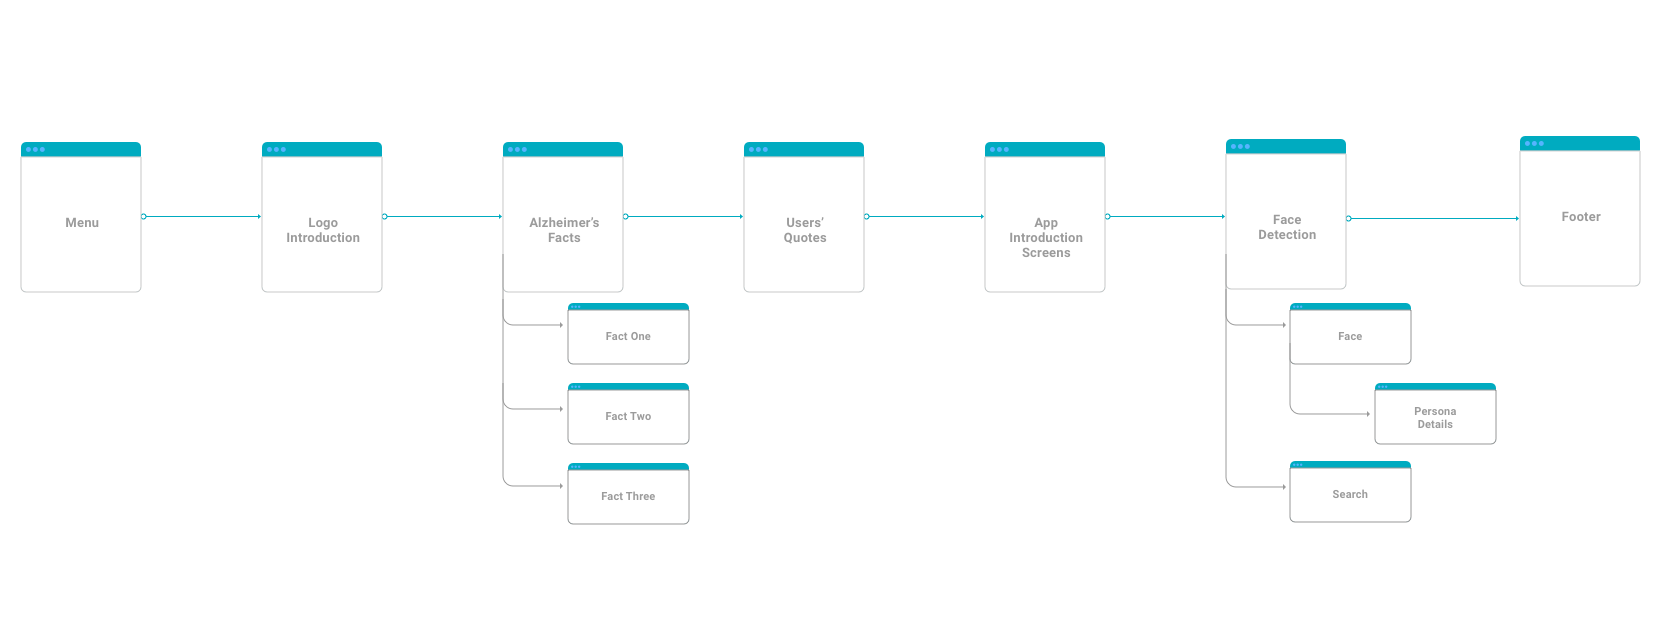 Menu
Logo
Introduction
Alzheimer’s
Facts
Users’
Quotes
App
Introduction
Screens
Face
Detection
Footer
Fact One
Fact Two
Fact Three
Face
Persona
Details
Search